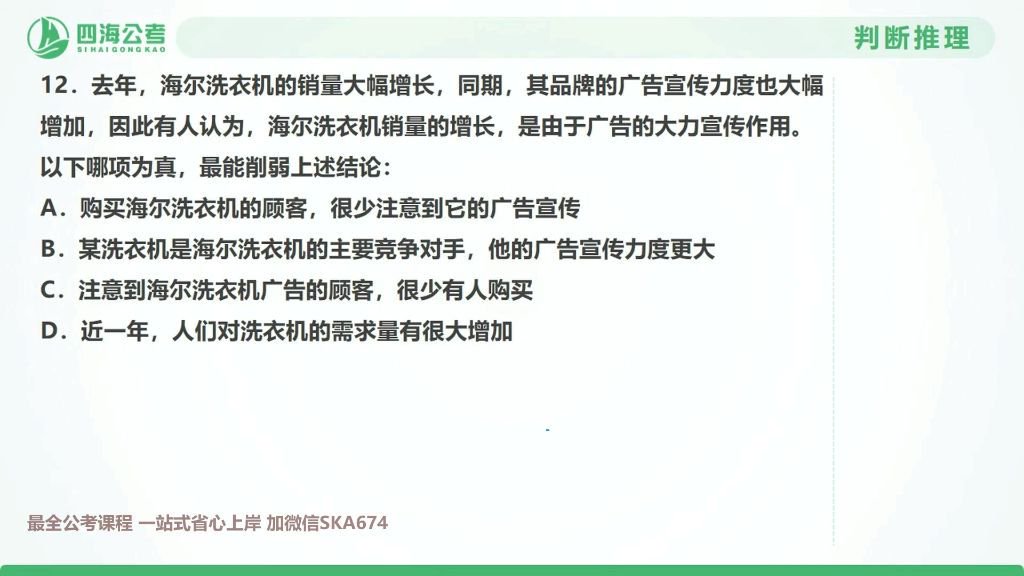 四海公考
SIHAIGONGKAO
判断推理
12．去年，海尔洗衣机的销量大幅增长，同期，其品牌的广告宣传力度也大幅
增加，因此有人认为，海尔洗衣机销量的增长，是由于广告的大力宣传作用。
以下哪项为真，最能削弱上述结论：
A．购买海尔洗衣机的顾客，很少注意到它的广告宣传
B．某洗衣机是海尔洗衣机的主要竞争对手，他的广告宣传力度更大
C．注意到海尔洗衣机广告的顾客，很少有人购买
D．近一年，人们对洗衣机的需求量有很大增加
最全公考课程 一站式省心上岸 加微信SKA674